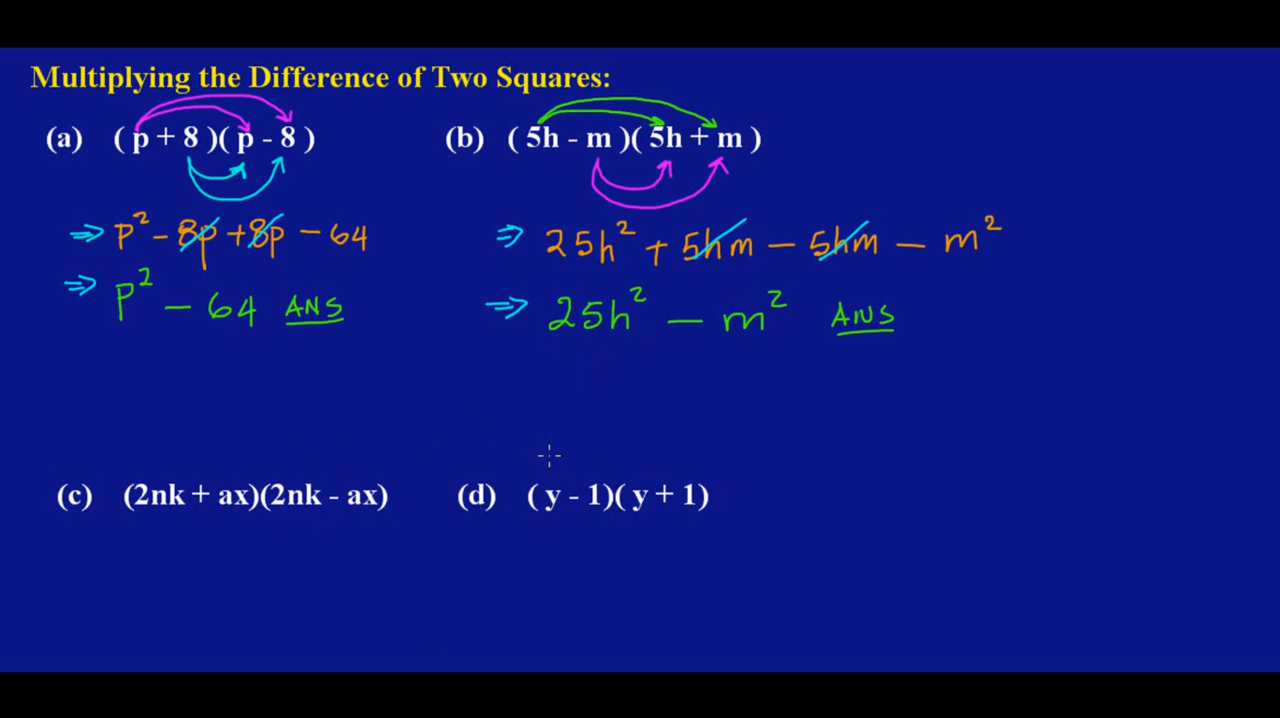 Multiplying the Difference of Two Squares:
(a) ( p + 8 )( p - 8 )
⇒ p² - 8p + 8p - 64
⇒ p² - 64 ANS
(b) ( 5h - m )( 5h + m )
⇒ 25h² + 5hm - 5hm - m²
⇒ 25h² - m² ANS
(c) (2nk + ax)(2nk - ax)
(d) ( y - 1)( y + 1)